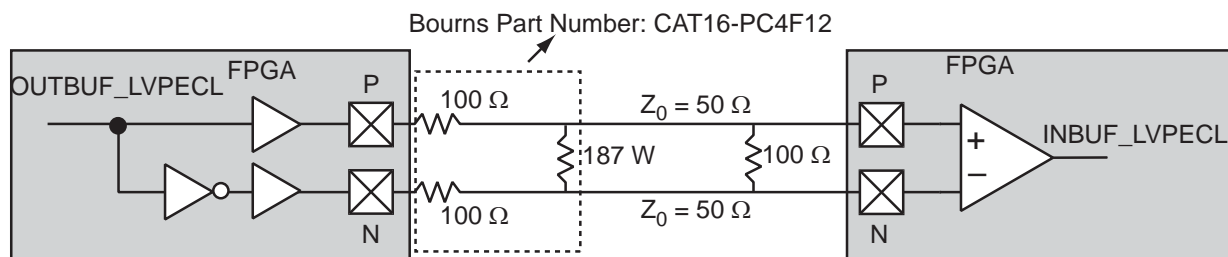 Bourns Part Number: CAT16-PC4F12
OUTBUF_LVPECL
FPGA
P
100 Ω
Z0 = 50 Ω
FPGA
P
187 W
100 Ω
+
−
INBUF_LVPECL
100 Ω
N
Z0 = 50 Ω
N